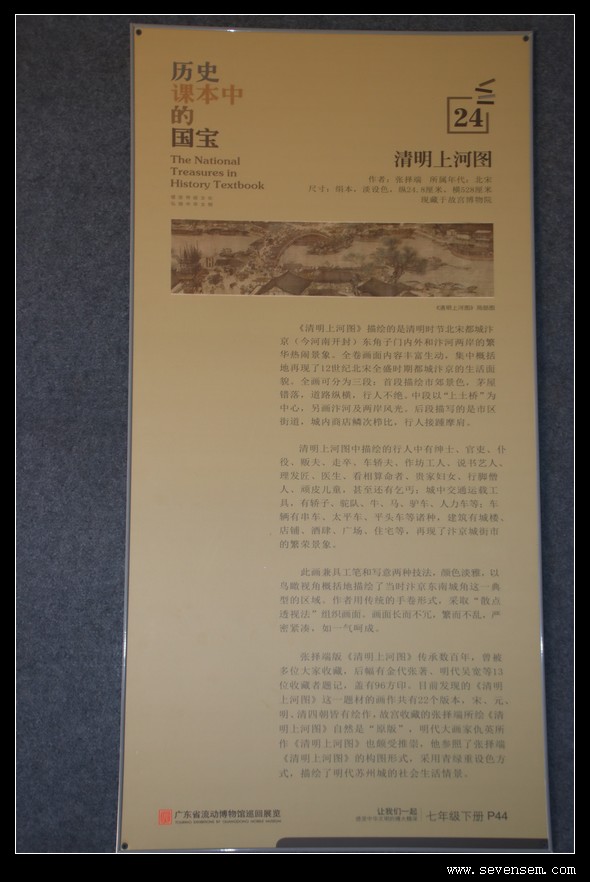 历史
课本中
的
国宝
The National
Treasures in
History Textbook
VII
24
清明上河图
作者：张择端 所属年代：北宋
尺寸：绢本，淡设色，纵24.8厘米，横528厘米
现藏于故宫博物院
《清明上河图》
《清明上河图》描绘的是清明时节北宋都城汴
京（今河南开封）东角子门内外和汴河两岸的繁
华热闹景象。全卷画面内容丰富生动，集中概括
地再现了12世纪北宋全盛时期都城汴京的生活面
貌。全画可分为三段：首段描绘市郊景色，茅屋
错落，道路纵横，行人不绝。中段以“上土桥”为
中心，另画汴河及两岸风光。后段描写的是市区
街道，城内商店鳞次栉比，行人接踵摩肩。
清明上河图中描绘的行人中有绅士、官吏、仆
役、贩夫、走卒、车轿夫、作坊工人、说书艺人、
理发匠、医生、看相算命者、贵家妇女、行脚僧
人、顽皮儿童，甚至还有乞丐；城中交通运载工
具，有轿子、驼队、牛、马、驴车、人力车等；车
辆有串车、太平车、平头车等诸种，建筑有城楼、
店铺、酒肆、广场、住宅等，再现了汴京城街市
的繁荣景象。
此画兼具工笔和写意两种技法，颜色淡雅，以
鸟瞰视角概括地描绘了当时汴京东南城角这一典
型的区域。作者用传统的手卷形式，采取“散点
透视法”组织画面。画面长而不冗，繁而不乱，严
密紧凑，如一气呵成。
张择端版《清明上河图》传承数百年，曾被
多位大家收藏，后幅有金代张著、明代吴宽等13
位收藏者题记，盖有96方印。目前发现的《清明
上河图》这一题材的画作共有22个版本，宋、元、
明、清四朝皆有绘作，故宫收藏的张择端所绘《清
明上河图》自然是“原版”，明代大画家仇英所
作《清明上河图》也颇受推崇，他参照了张择端
《清明上河图》的构图形式，采用青绿重设色方
式，描绘了明代苏州城的社会生活情景。
广东省流动博物馆巡回展览
让我们一起
七年级下册 P44
www.sevensem.com